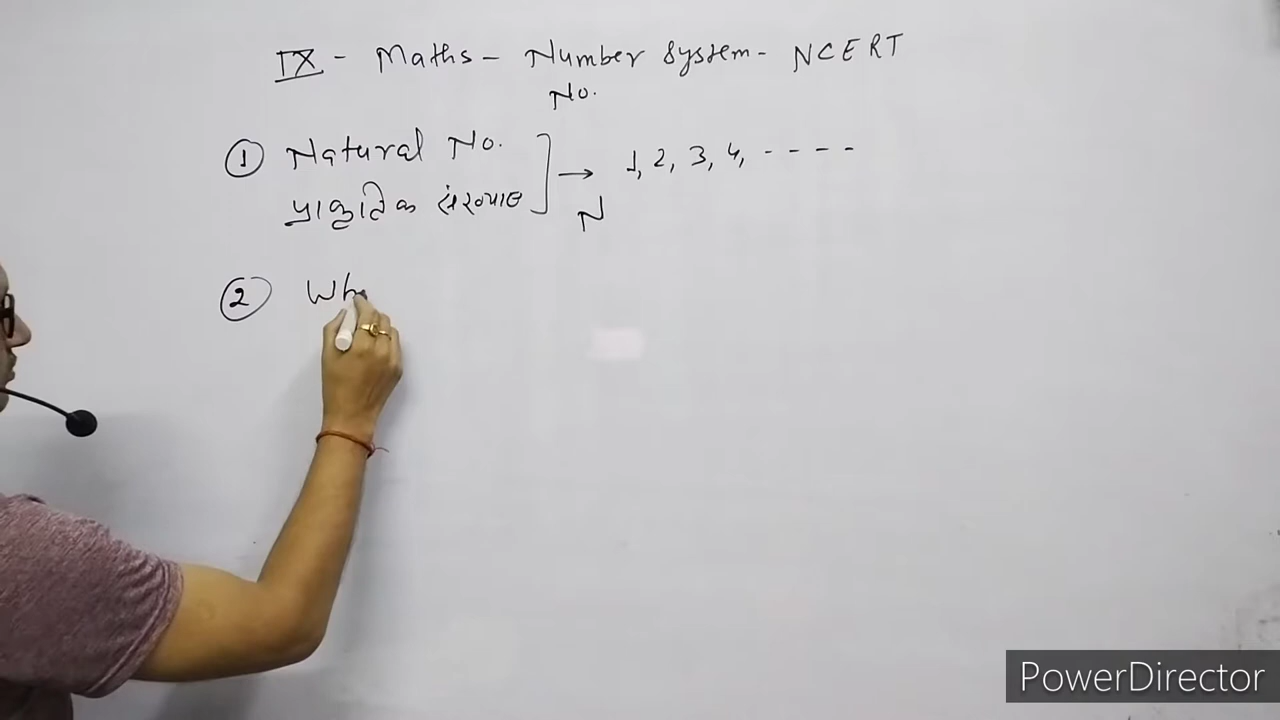 IX - Maths - Number System - NCERT
No.
① Natural No. → 1, 2, 3, 4, - - - -
પ્રાકૃતિક સંખ્યાઓ N
② Wh
PowerDirector